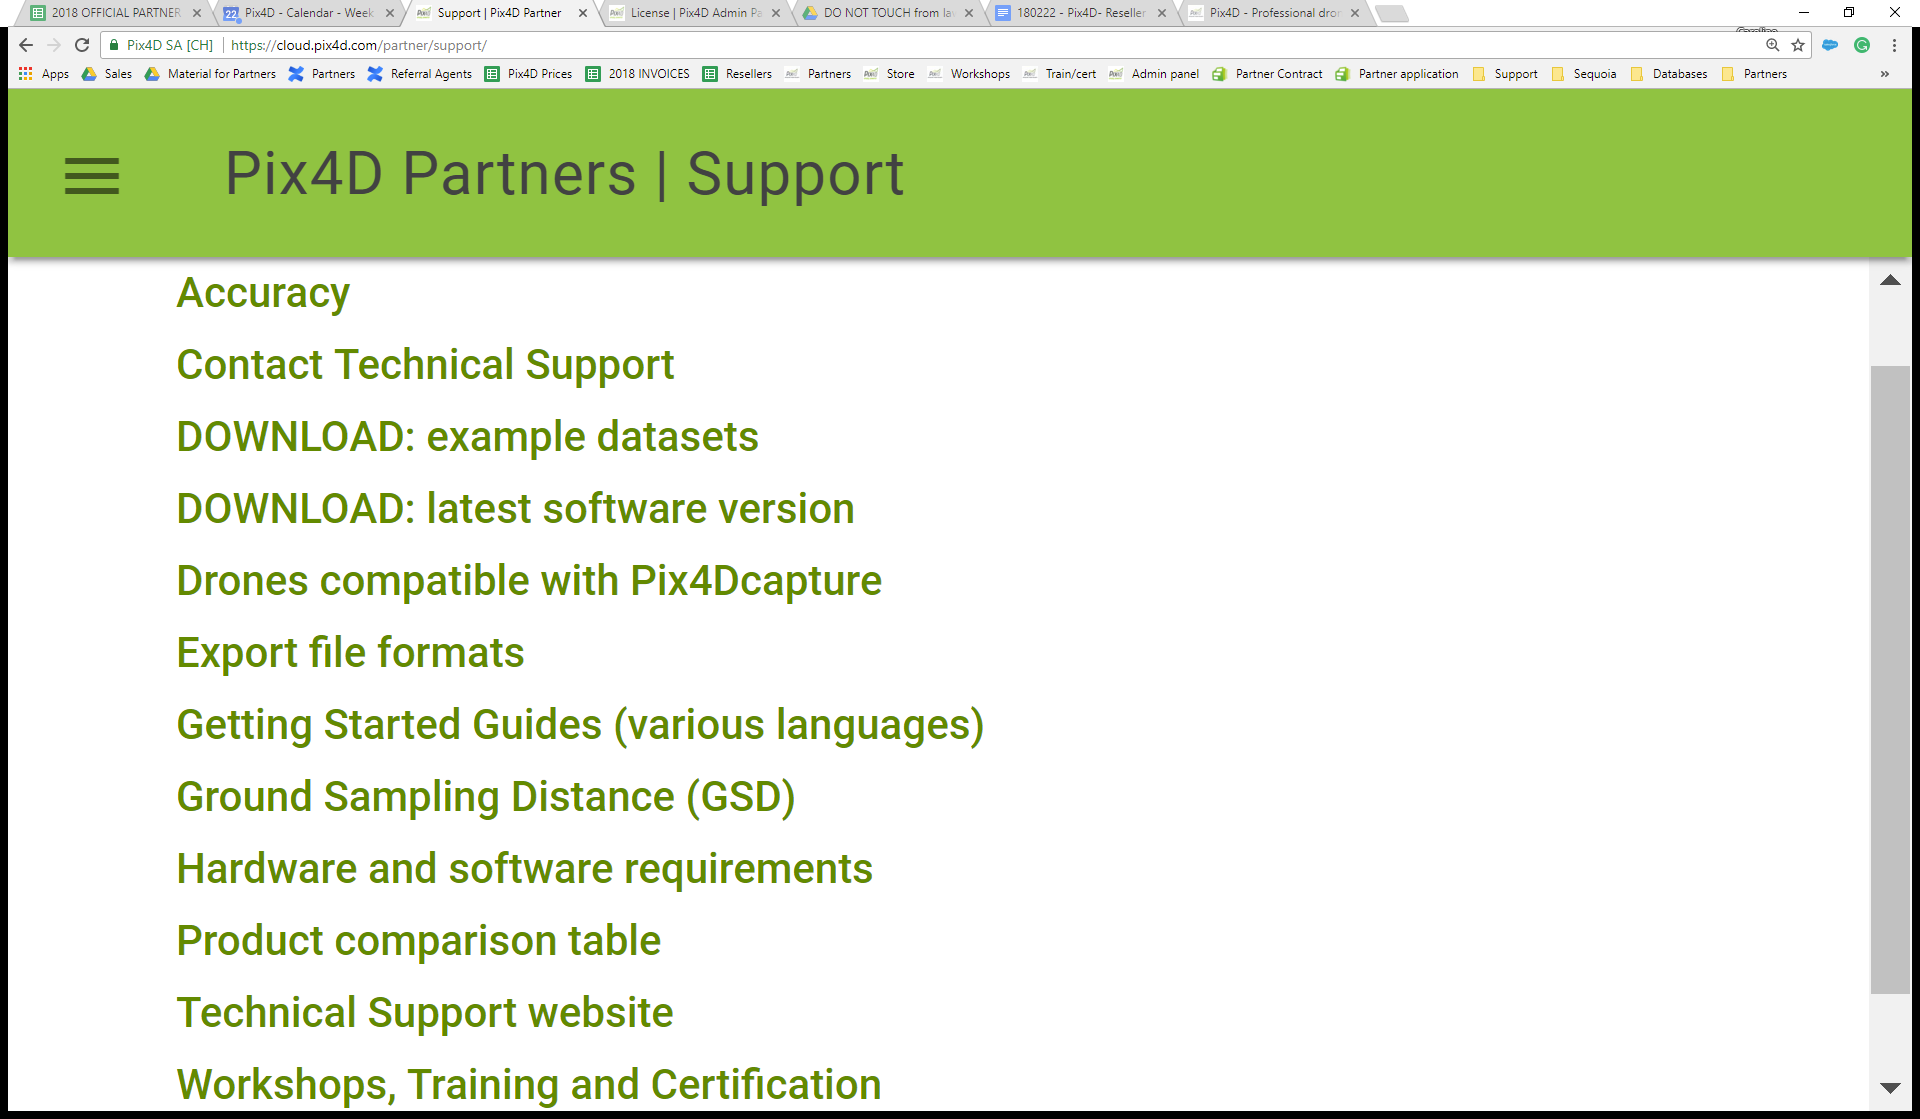 2018 OFFICIAL PARTNER
22 Pix4D - Calendar - Week
Support | Pix4D Partner
License | Pix4D Admin Pa
DO NOT TOUCH from la
180222 - Pix4D- Reseller
Pix4D - Professional dron
Pix4D SA [CH] https://cloud.pix4d.com/partner/support/
Apps Sales Material for Partners Partners Referral Agents Pix4D Prices 2018 INVOICES Resellers Partners Store Workshops Train/cert Admin panel Partner Contract Partner application Support Sequoia Databases Partners »
Pix4D Partners | Support
Accuracy
Contact Technical Support
DOWNLOAD: example datasets
DOWNLOAD: latest software version
Drones compatible with Pix4Dcapture
Export file formats
Getting Started Guides (various languages)
Ground Sampling Distance (GSD)
Hardware and software requirements
Product comparison table
Technical Support website
Workshops, Training and Certification